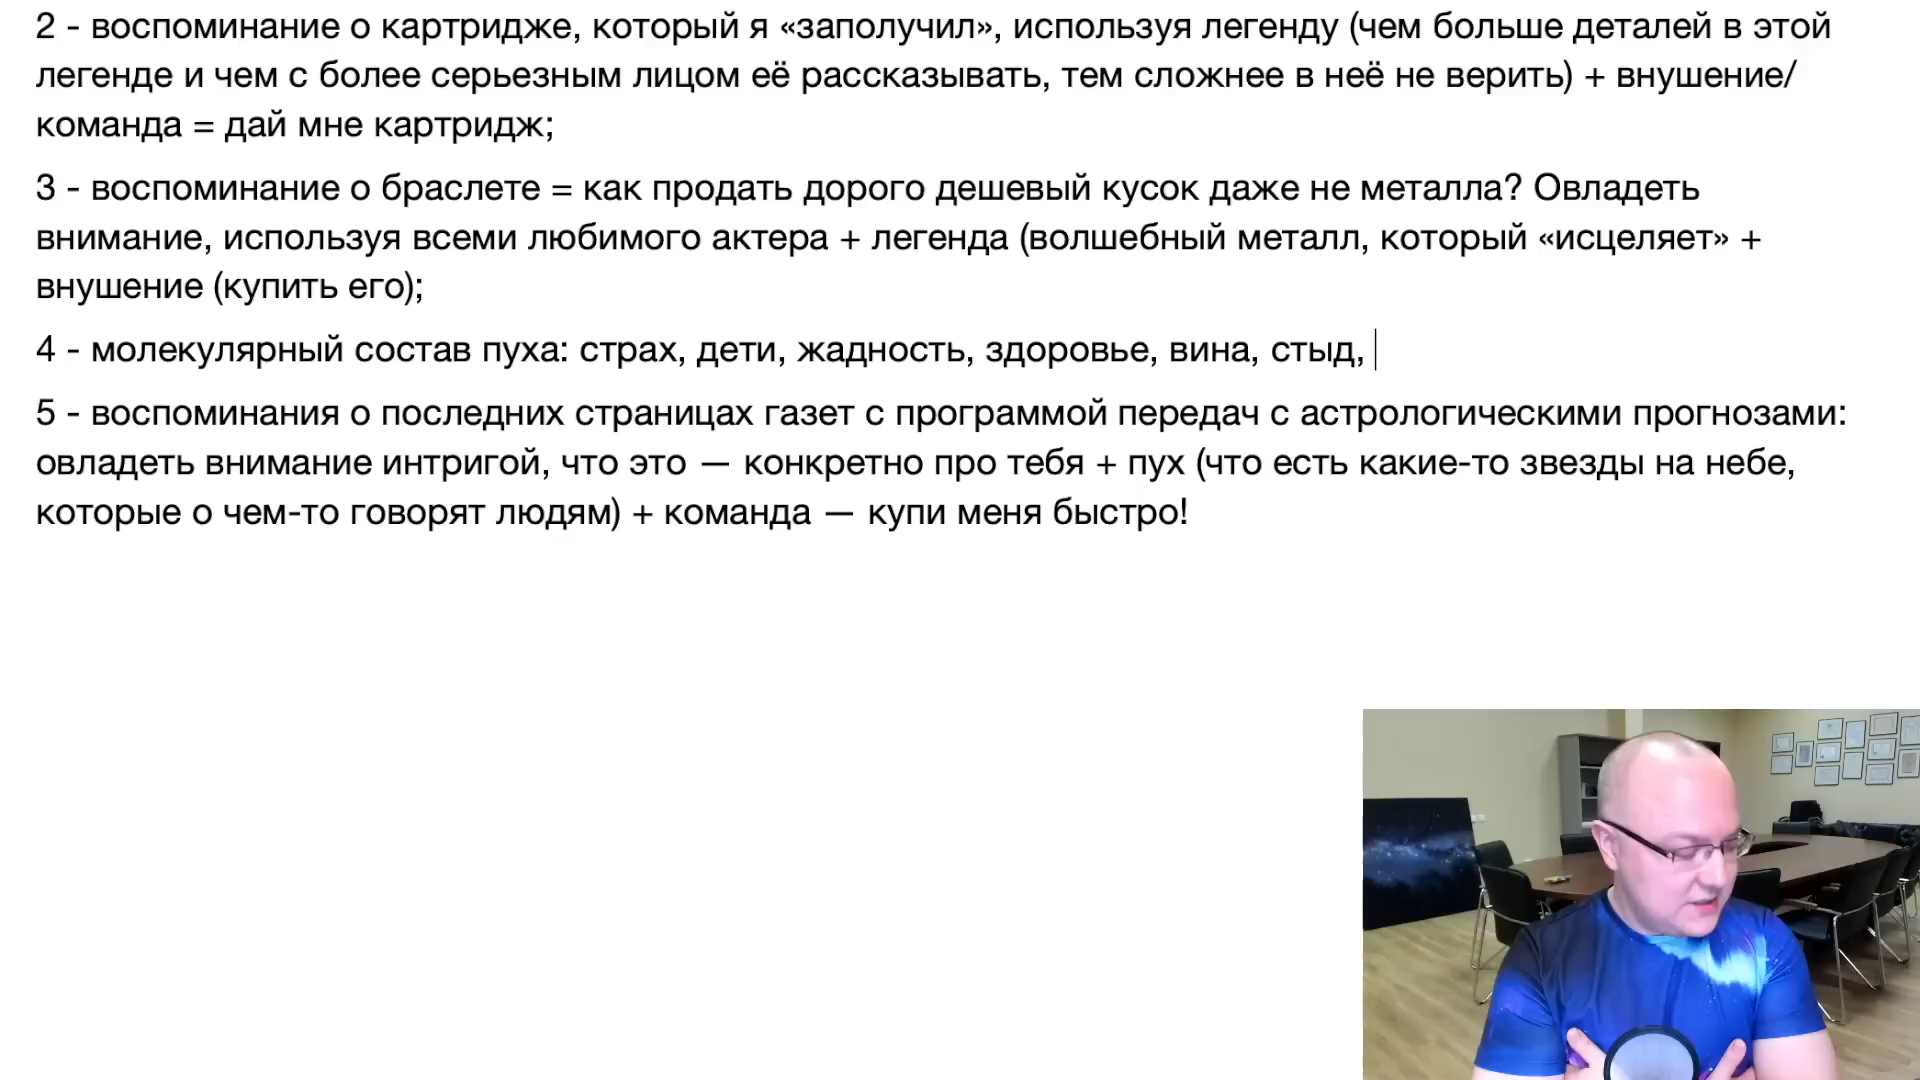 2 - воспоминание о картридже, который я «заполучил», используя легенду (чем больше деталей в этой
легенде и чем с более серьезным лицом её рассказывать, тем сложнее в неё не верить) + внушение/
команда = дай мне картридж;
3 - воспоминание о браслете = как продать дорого дешевый кусок даже не металла? Овладеть
внимание, используя всеми любимого актера + легенда (волшебный металл, который «исцеляет» +
внушение (купить его);
4 - молекулярный состав пуха: страх, дети, жадность, здоровье, вина, стыд,
5 - воспоминания о последних страницах газет с программой передач с астрологическими прогнозами:
овладеть внимание интригой, что это — конкретно про тебя + пух (что есть какие-то звезды на небе,
которые о чем-то говорят людям) + команда — купи меня быстро!